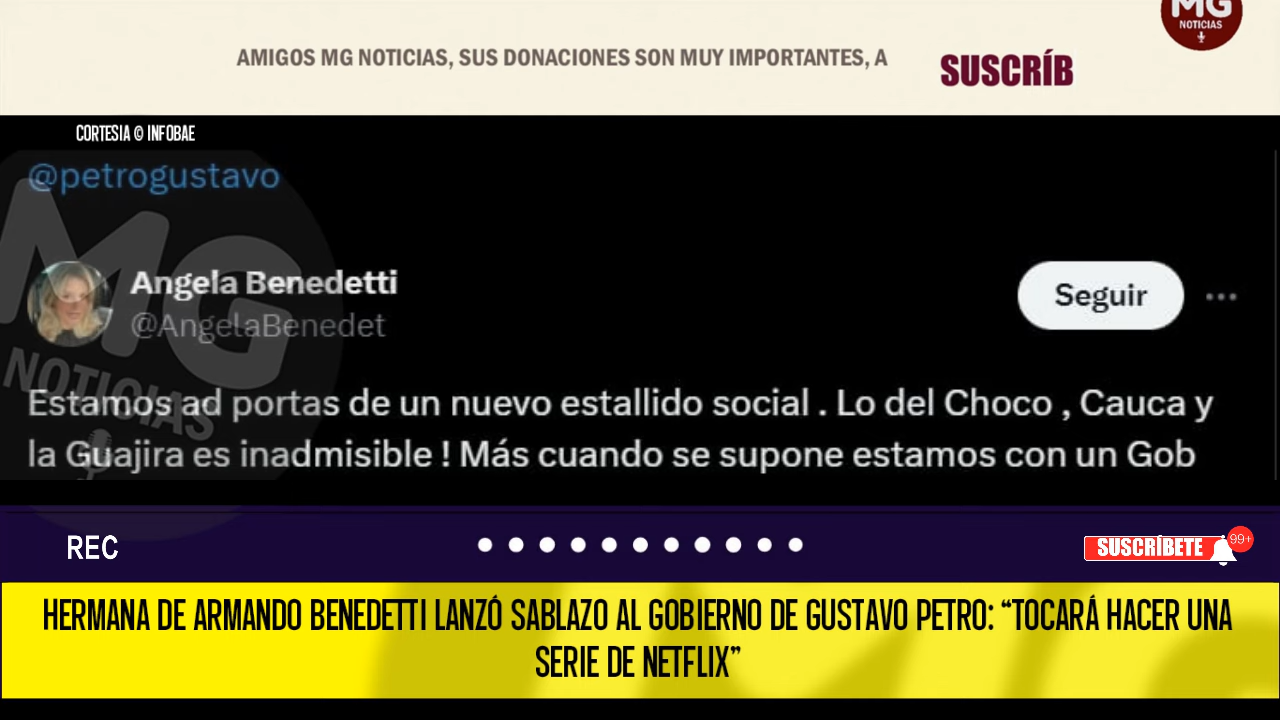 MG
NOTICIAS
AMIGOS MG NOTICIAS, SUS DONACIONES SON MUY IMPORTANTES, A
SUSCRÍB
CORTESIA © INFOBAE
@petrogustavo
MG
NOTICIAS
Angela Benedetti
@AngelaBenedet
Seguir
Estamos ad portas de un nuevo estallido social . Lo del Choco , Cauca y
la Guajira es inadmisible ! Más cuando se supone estamos con un Gob
REC
SUSCRÍBETE
99+
HERMANA DE ARMANDO BENEDETTI LANZÓ SABLAZO AL GOBIERNO DE GUSTAVO PETRO: “TOCARÁ HACER UNA
SERIE DE NETFLIX”